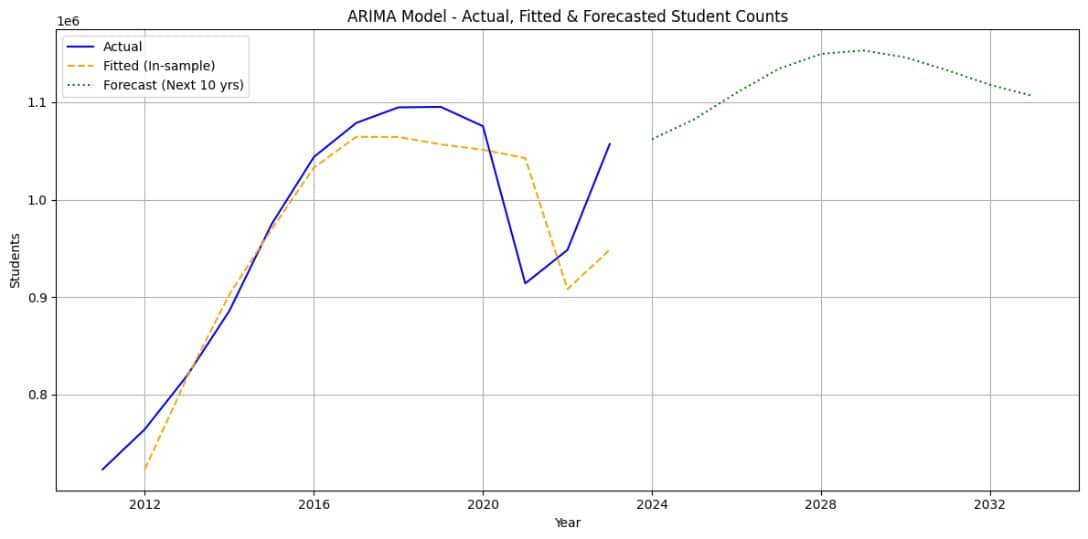 ARIMA Model - Actual, Fitted & Forecasted Student Counts
1e6
Actual
Fitted (In-sample)
Forecast (Next 10 yrs)
1.1
1.0
0.9
0.8
Students
2012 2016 2020 2024 2028 2032
Year